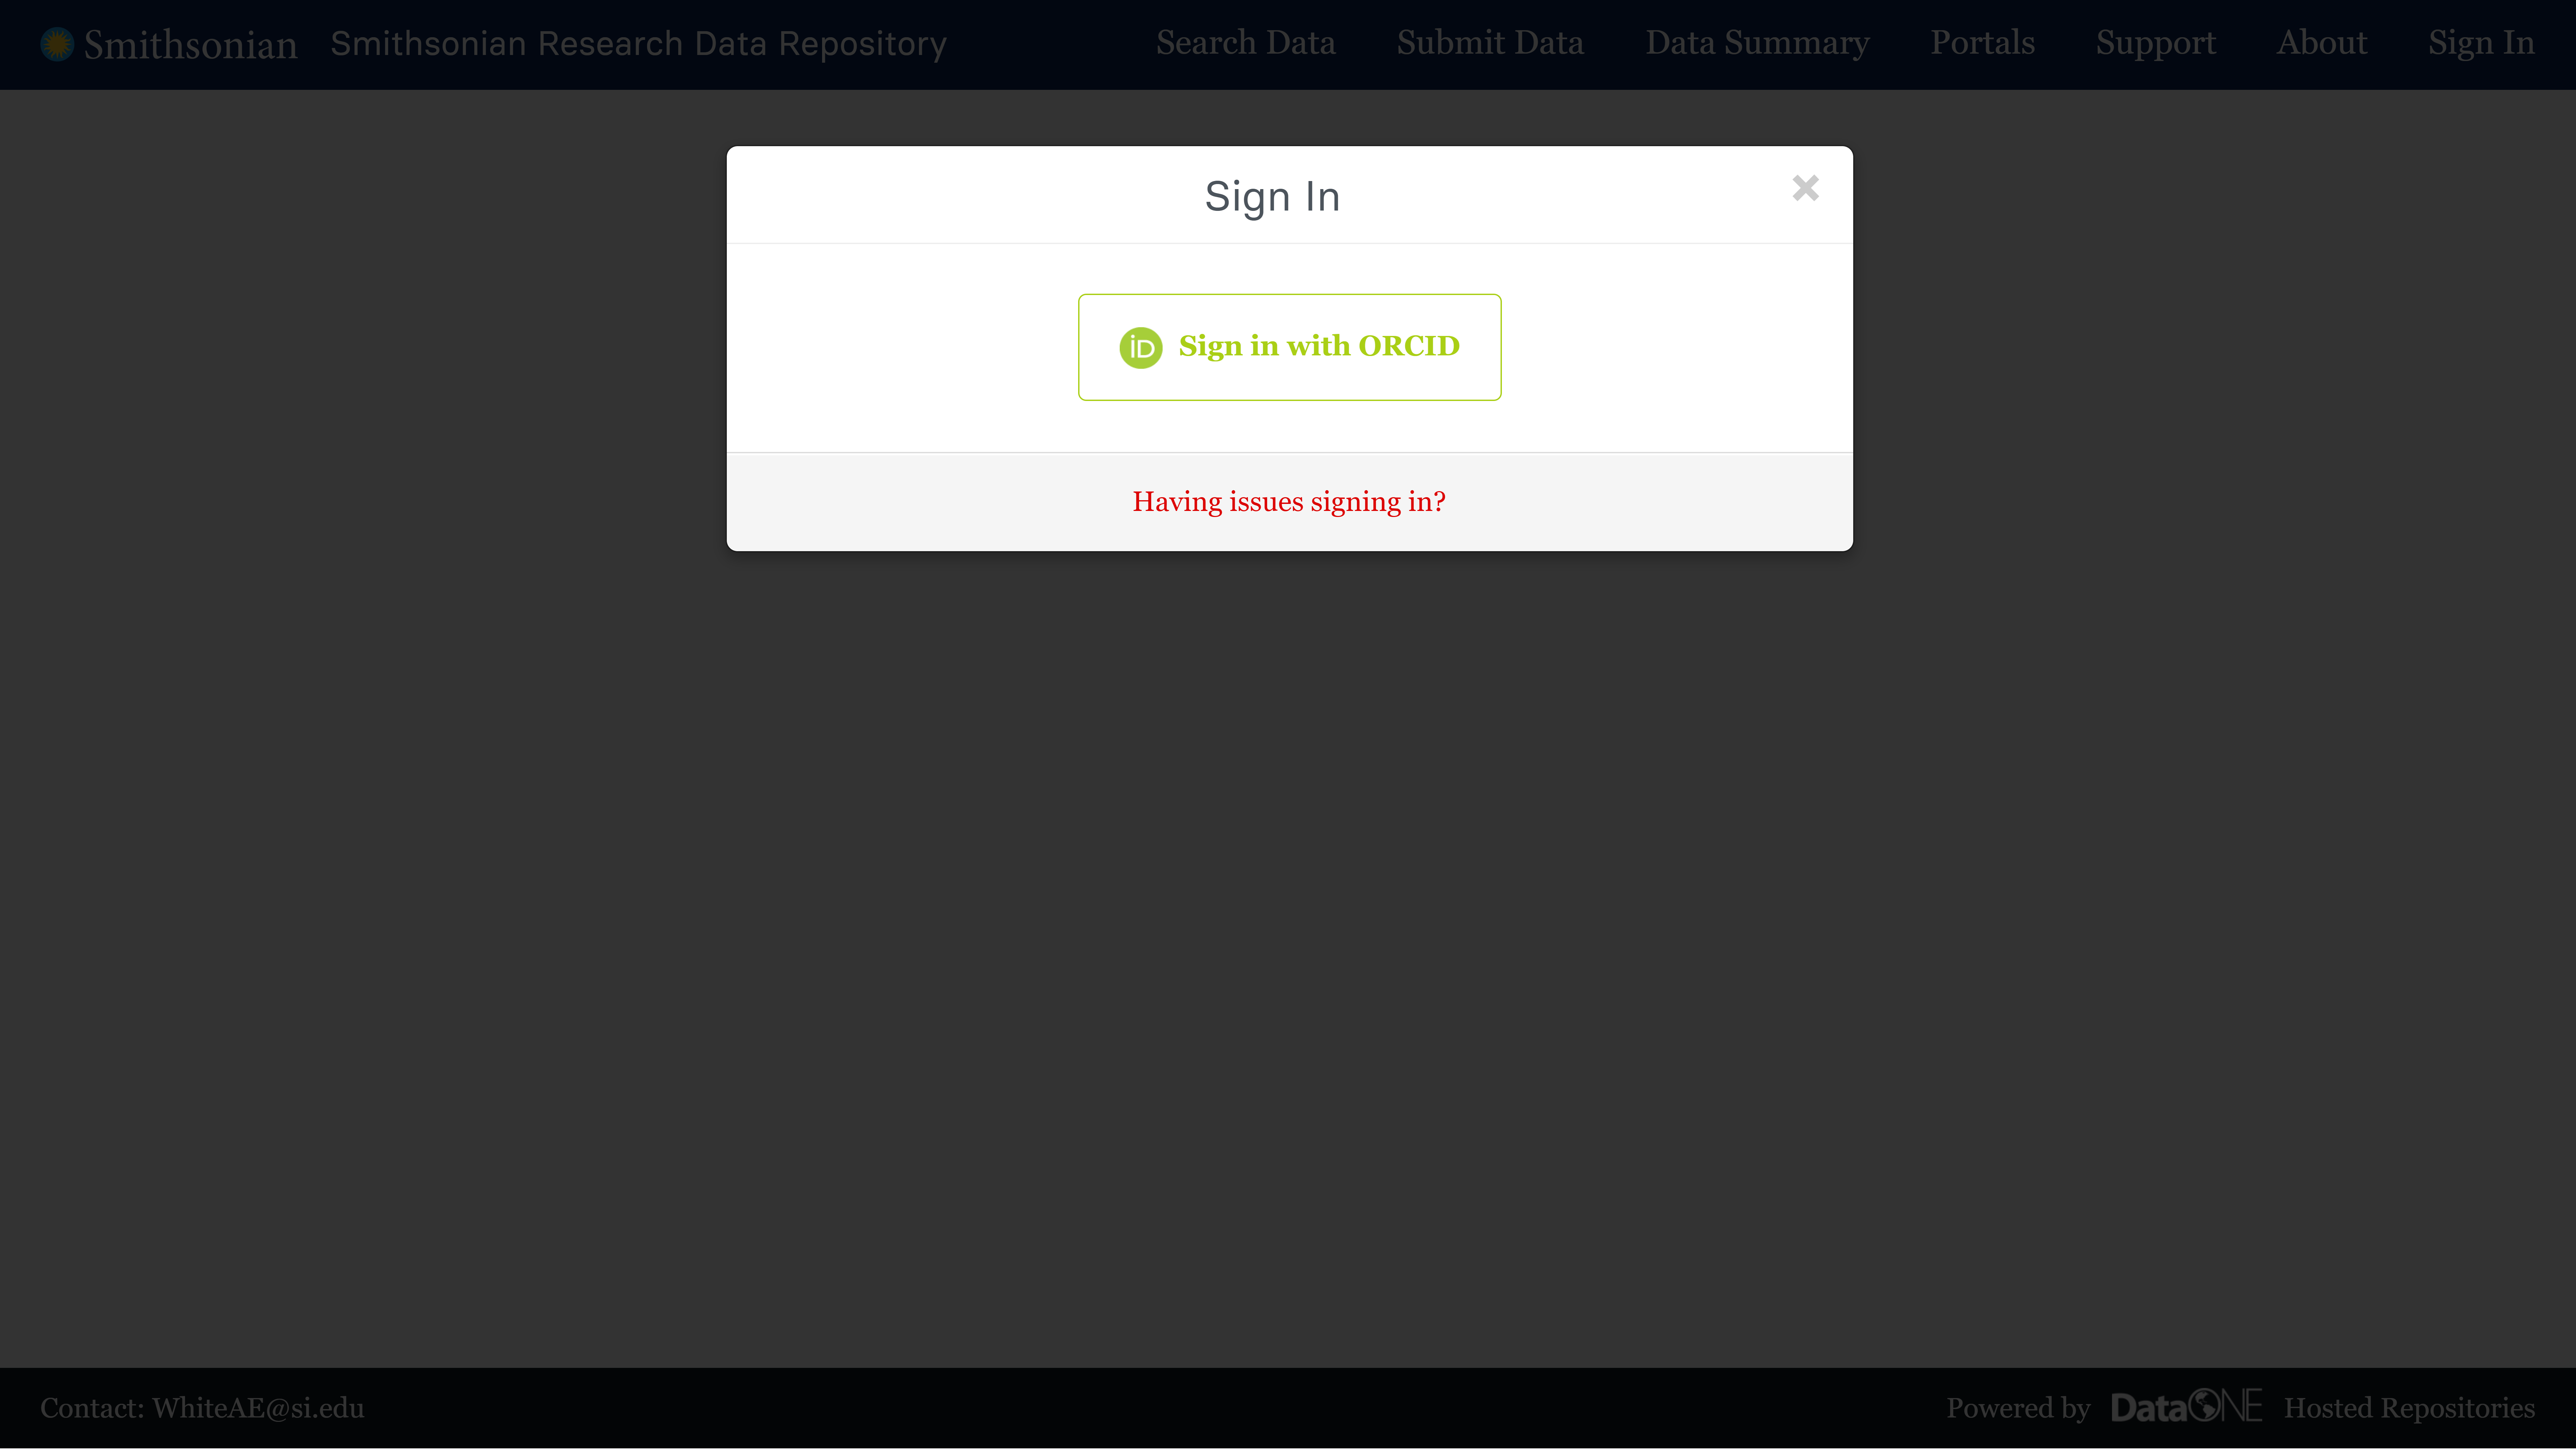 Smithsonian Smithsonian Research Data Repository Search Data Submit Data Data Summary Portals Support About Sign In
Sign In ×
iD Sign in with ORCID
Having issues signing in?
Contact: WhiteAE@si.edu Powered by DataONE Hosted Repositories